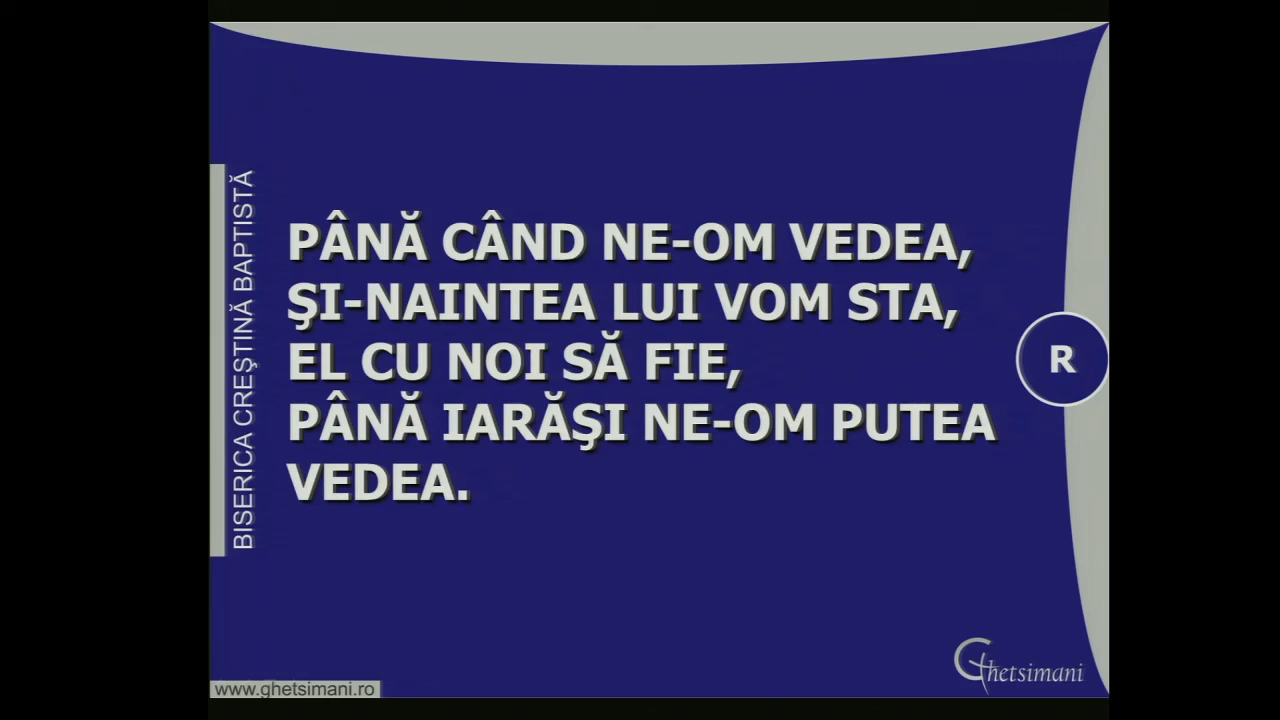 BISERICA CREŞTINĂ BAPTISTĂ
PÂNĂ CÂND NE-OM VEDEA,
ŞI-NAINTEA LUI VOM STA,
EL CU NOI SĂ FIE,
PÂNĂ IARĂŞI NE-OM PUTEA
VEDEA.
R
Ghetsimani
www.ghetsimani.ro